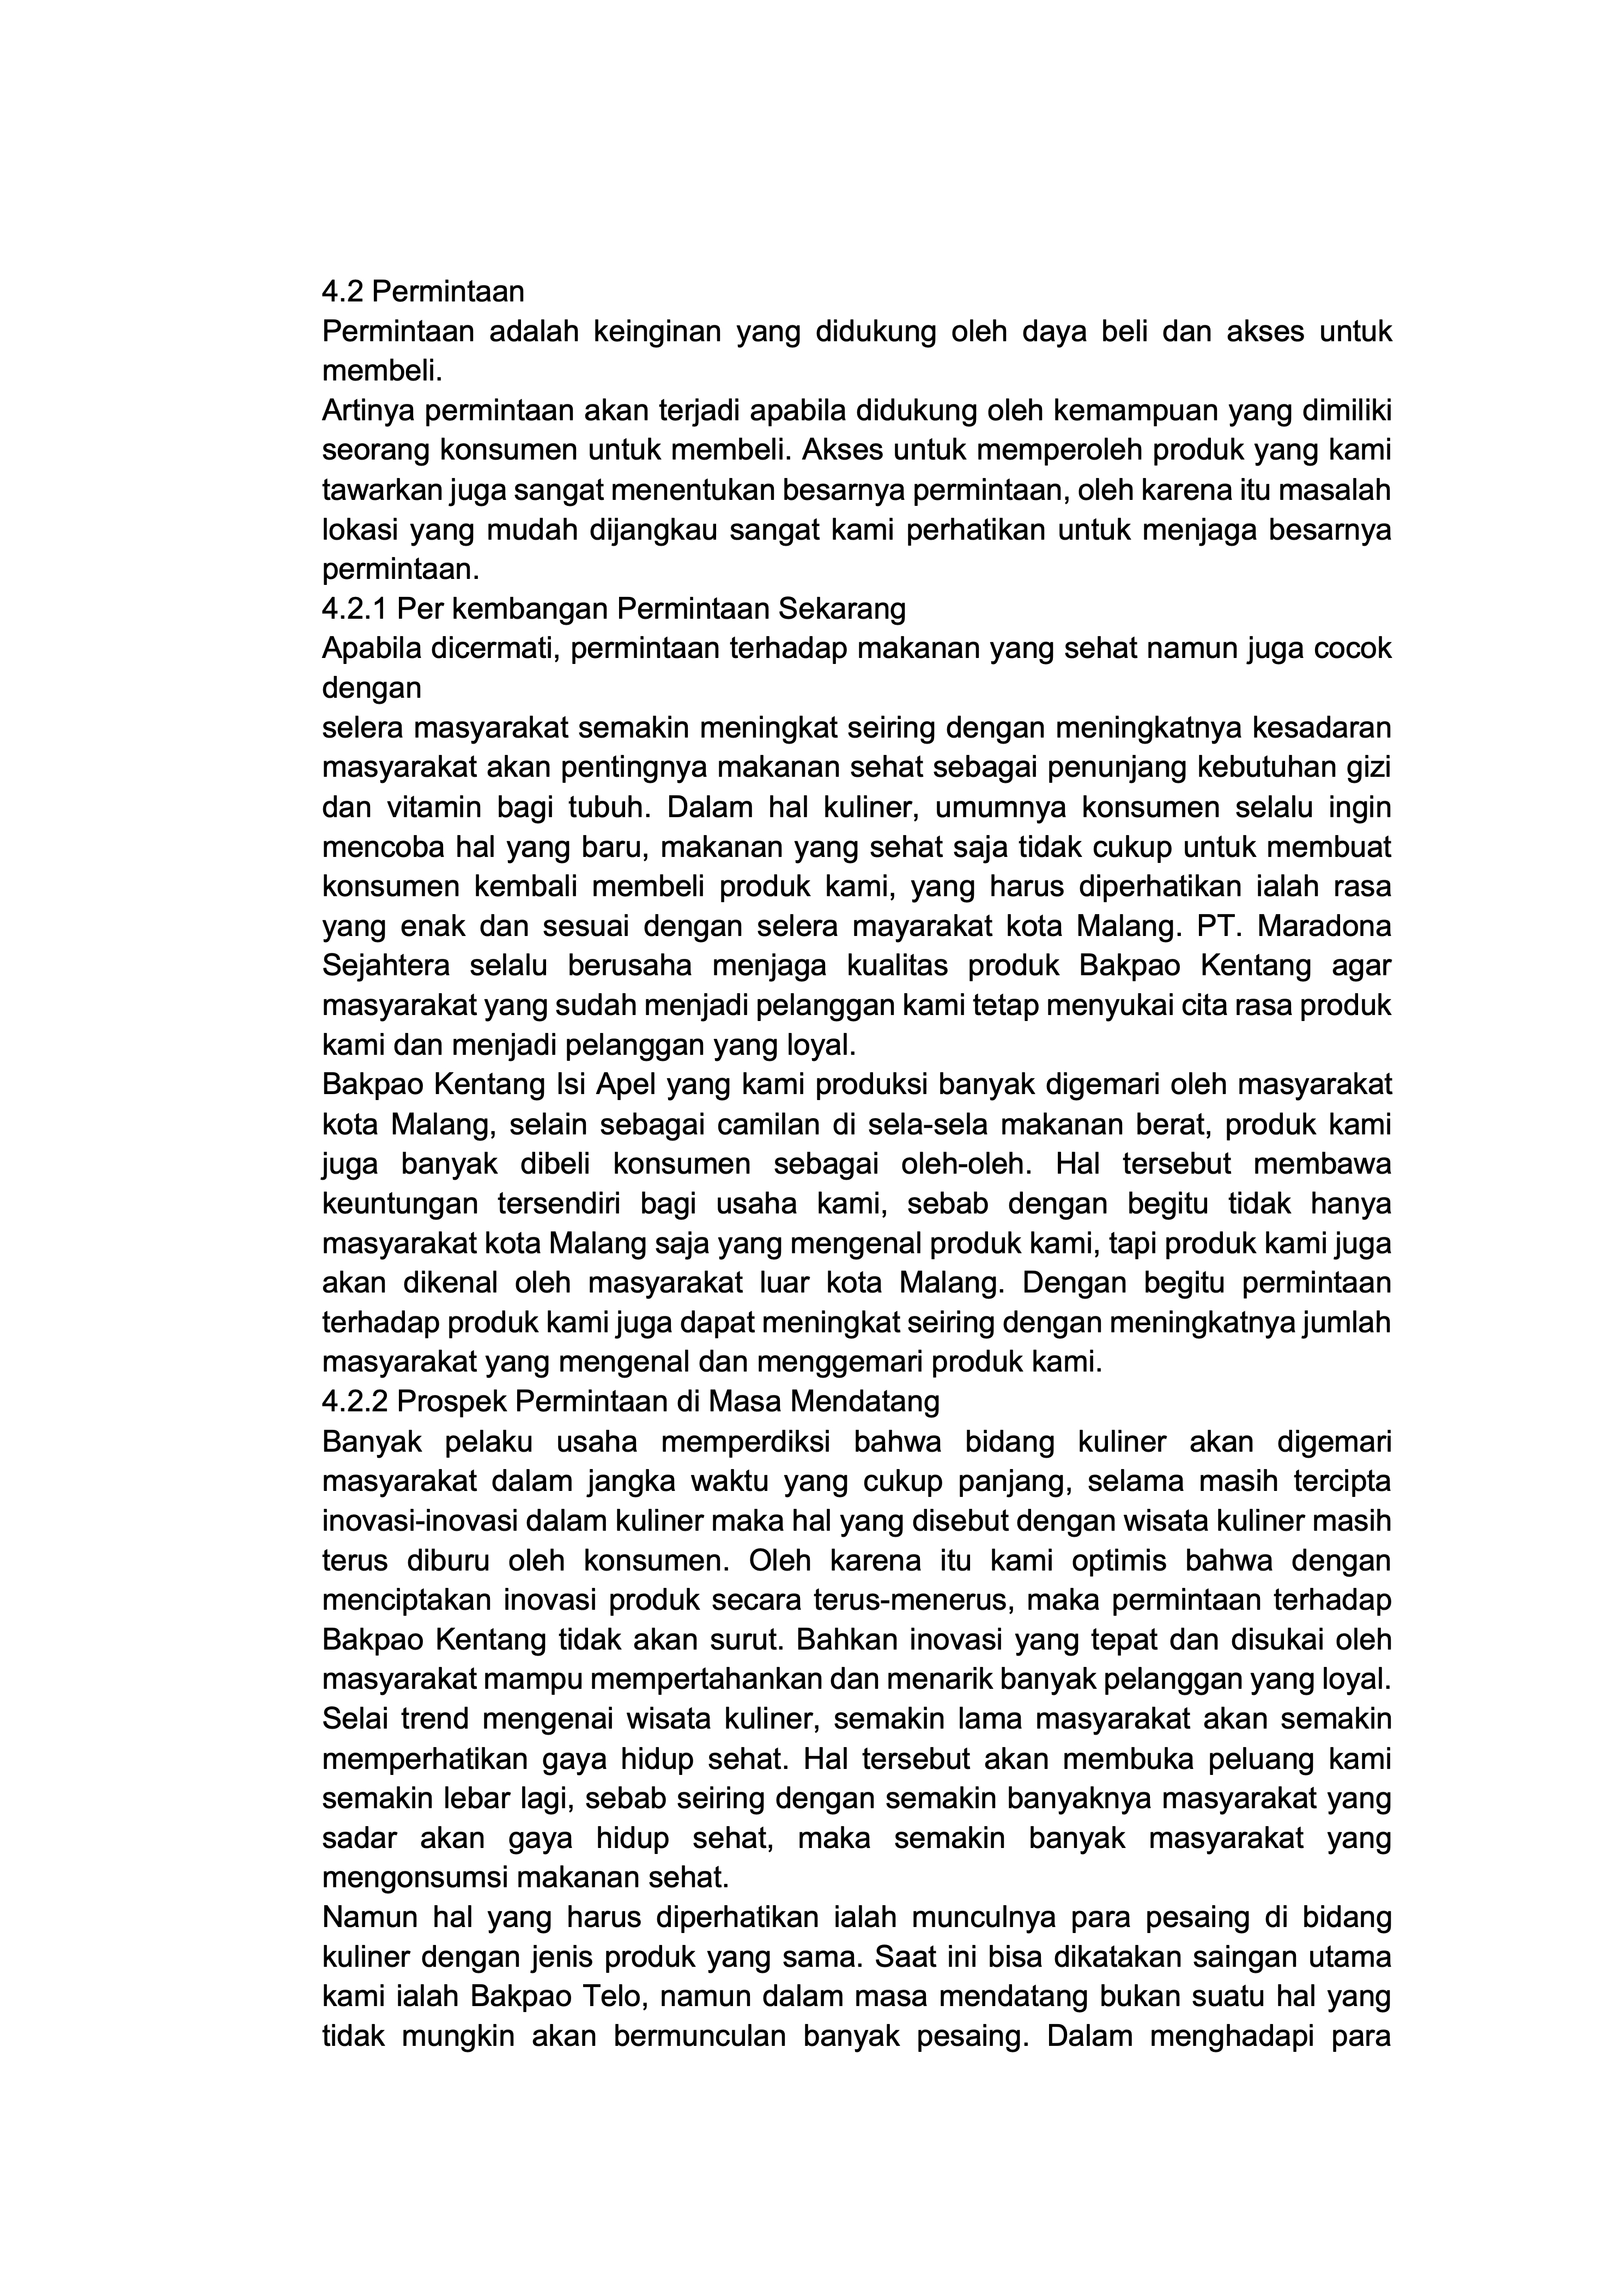 4.2 Permintaan
Permintaan adalah keinginan yang didukung oleh daya beli dan akses untuk
membeli.
Artinya permintaan akan terjadi apabila didukung oleh kemampuan yang dimiliki
seorang konsumen untuk membeli. Akses untuk memperoleh produk yang kami
tawarkan juga sangat menentukan besarnya permintaan, oleh karena itu masalah
lokasi yang mudah dijangkau sangat kami perhatikan untuk menjaga besarnya
permintaan.
4.2.1 Per kembangan Permintaan Sekarang
Apabila dicermati, permintaan terhadap makanan yang sehat namun juga cocok
dengan
selera masyarakat semakin meningkat seiring dengan meningkatnya kesadaran
masyarakat akan pentingnya makanan sehat sebagai penunjang kebutuhan gizi
dan vitamin bagi tubuh. Dalam hal kuliner, umumnya konsumen selalu ingin
mencoba hal yang baru, makanan yang sehat saja tidak cukup untuk membuat
konsumen kembali membeli produk kami, yang harus diperhatikan ialah rasa
yang enak dan sesuai dengan selera mayarakat kota Malang. PT. Maradona
Sejahtera selalu berusaha menjaga kualitas produk Bakpao Kentang agar
masyarakat yang sudah menjadi pelanggan kami tetap menyukai cita rasa produk
kami dan menjadi pelanggan yang loyal.
Bakpao Kentang Isi Apel yang kami produksi banyak digemari oleh masyarakat
kota Malang, selain sebagai camilan di sela-sela makanan berat, produk kami
juga banyak dibeli konsumen sebagai oleh-oleh. Hal tersebut membawa
keuntungan tersendiri bagi usaha kami, sebab dengan begitu tidak hanya
masyarakat kota Malang saja yang mengenal produk kami, tapi produk kami juga
akan dikenal oleh masyarakat luar kota Malang. Dengan begitu permintaan
terhadap produk kami juga dapat meningkat seiring dengan meningkatnya jumlah
masyarakat yang mengenal dan menggemari produk kami.
4.2.2 Prospek Permintaan di Masa Mendatang
Banyak pelaku usaha memperdiksi bahwa bidang kuliner akan digemari
masyarakat dalam jangka waktu yang cukup panjang, selama masih tercipta
inovasi-inovasi dalam kuliner maka hal yang disebut dengan wisata kuliner masih
terus diburu oleh konsumen. Oleh karena itu kami optimis bahwa dengan
menciptakan inovasi produk secara terus-menerus, maka permintaan terhadap
Bakpao Kentang tidak akan surut. Bahkan inovasi yang tepat dan disukai oleh
masyarakat mampu mempertahankan dan menarik banyak pelanggan yang loyal.
Selai trend mengenai wisata kuliner, semakin lama masyarakat akan semakin
memperhatikan gaya hidup sehat. Hal tersebut akan membuka peluang kami
semakin lebar lagi, sebab seiring dengan semakin banyaknya masyarakat yang
sadar akan gaya hidup sehat, maka semakin banyak masyarakat yang
mengonsumsi makanan sehat.
Namun hal yang harus diperhatikan ialah munculnya para pesaing di bidang
kuliner dengan jenis produk yang sama. Saat ini bisa dikatakan saingan utama
kami ialah Bakpao Telo, namun dalam masa mendatang bukan suatu hal yang
tidak mungkin akan bermunculan banyak pesaing. Dalam menghadapi para